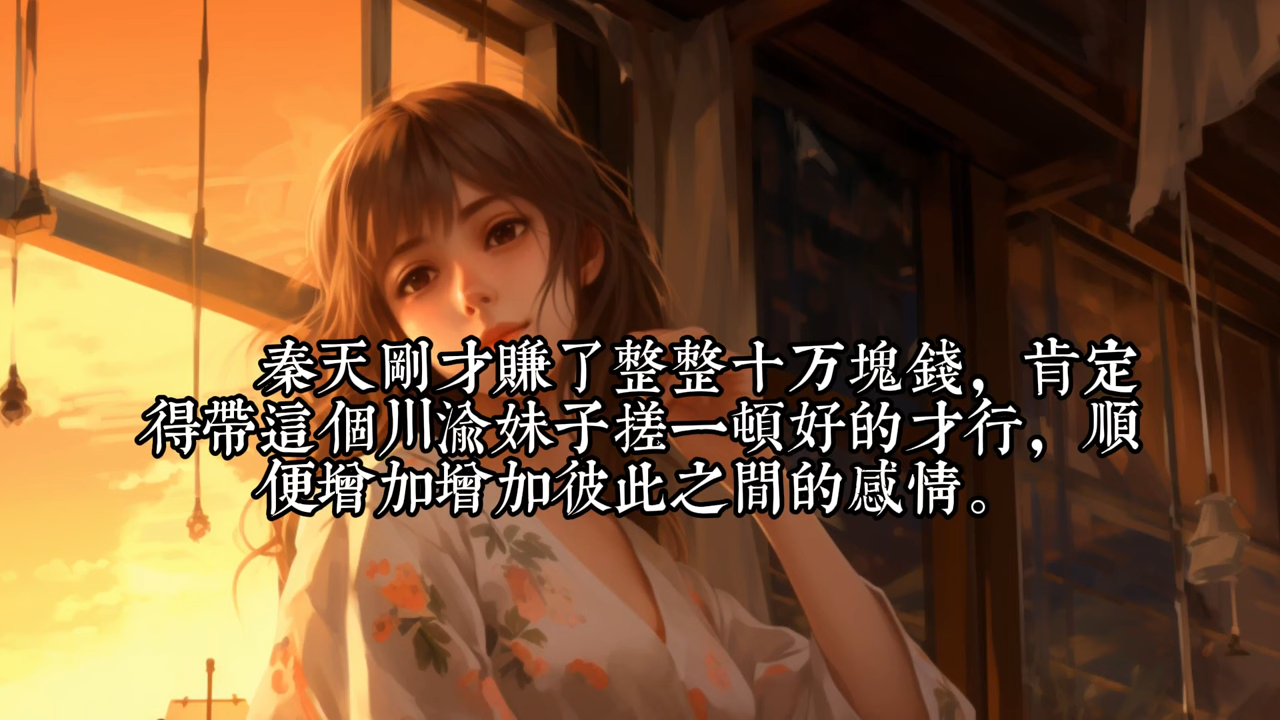 秦天剛才賺了整整十万塊錢，肯定
得帶這個川渝妹子搓一頓好的才行，順
便增加增加彼此之間的感情。